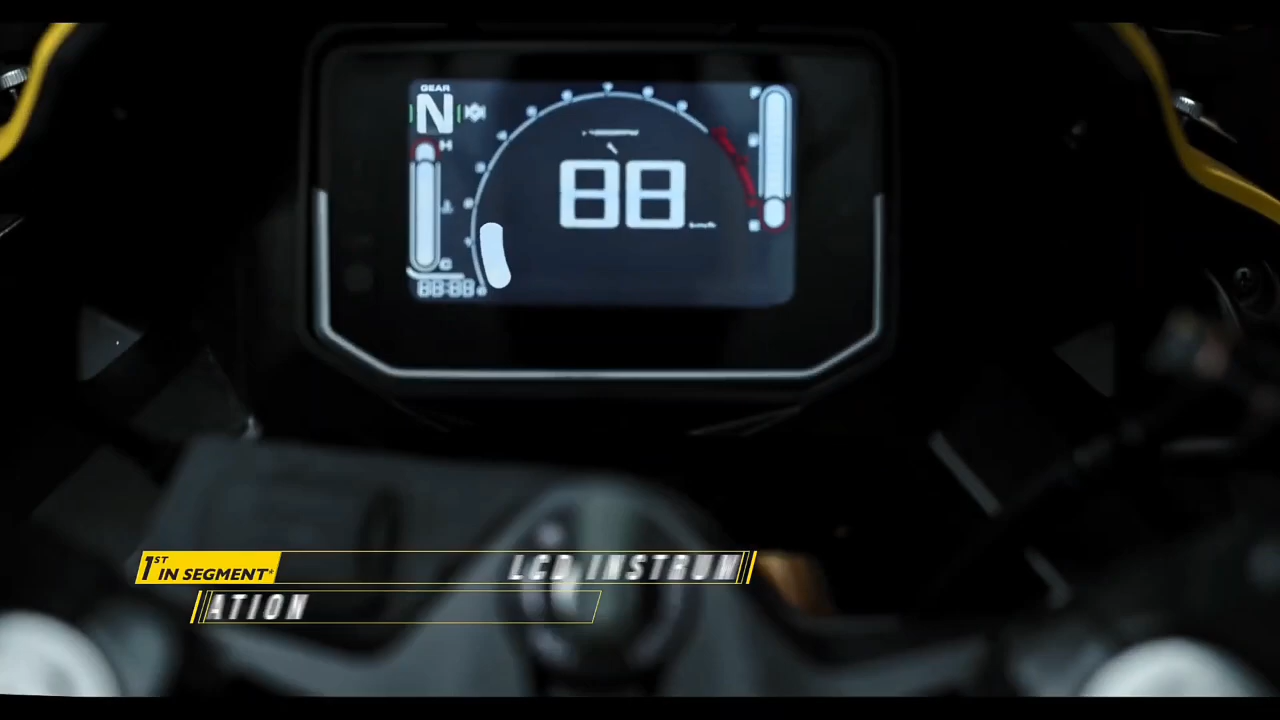 GEAR
N
H
88
C
88:88
1ST
IN SEGMENT*
LCD INSTRUM
ATION